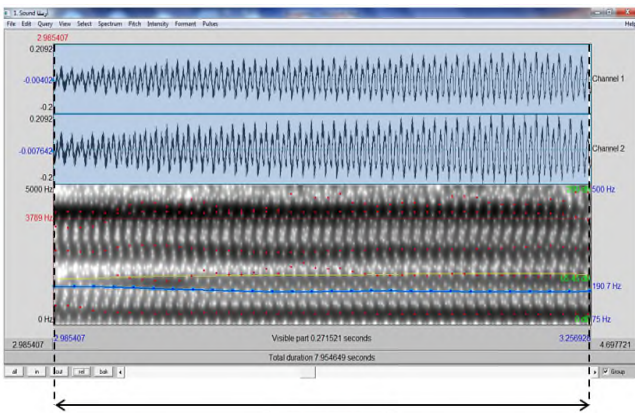 1. Sound أرسلنا
File Edit Query View Select Spectrum Pitch Intensity Formant Pulses Help
2.985407
0.2092
-0.00402
-0.2
Channel 1
0.2092
-0.007642
-0.2
Channel 2
5000 Hz
500 Hz
3789 Hz
190.7 Hz
0 Hz
75 Hz
2.985407
Visible part 0.271521 seconds
3.256928
2.985407
4.697721
Total duration 7.954649 seconds
all in out sel bak
Group